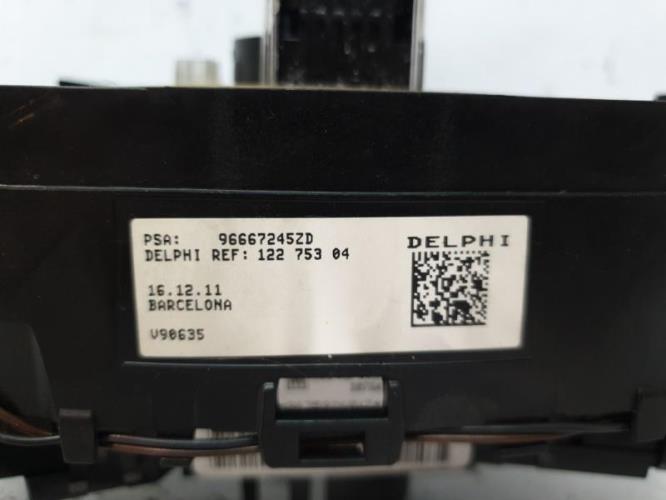 PSA: 96667245ZD
DELPHI
DELPHI REF: 122 753 04
16.12.11
BARCELONA
V90635